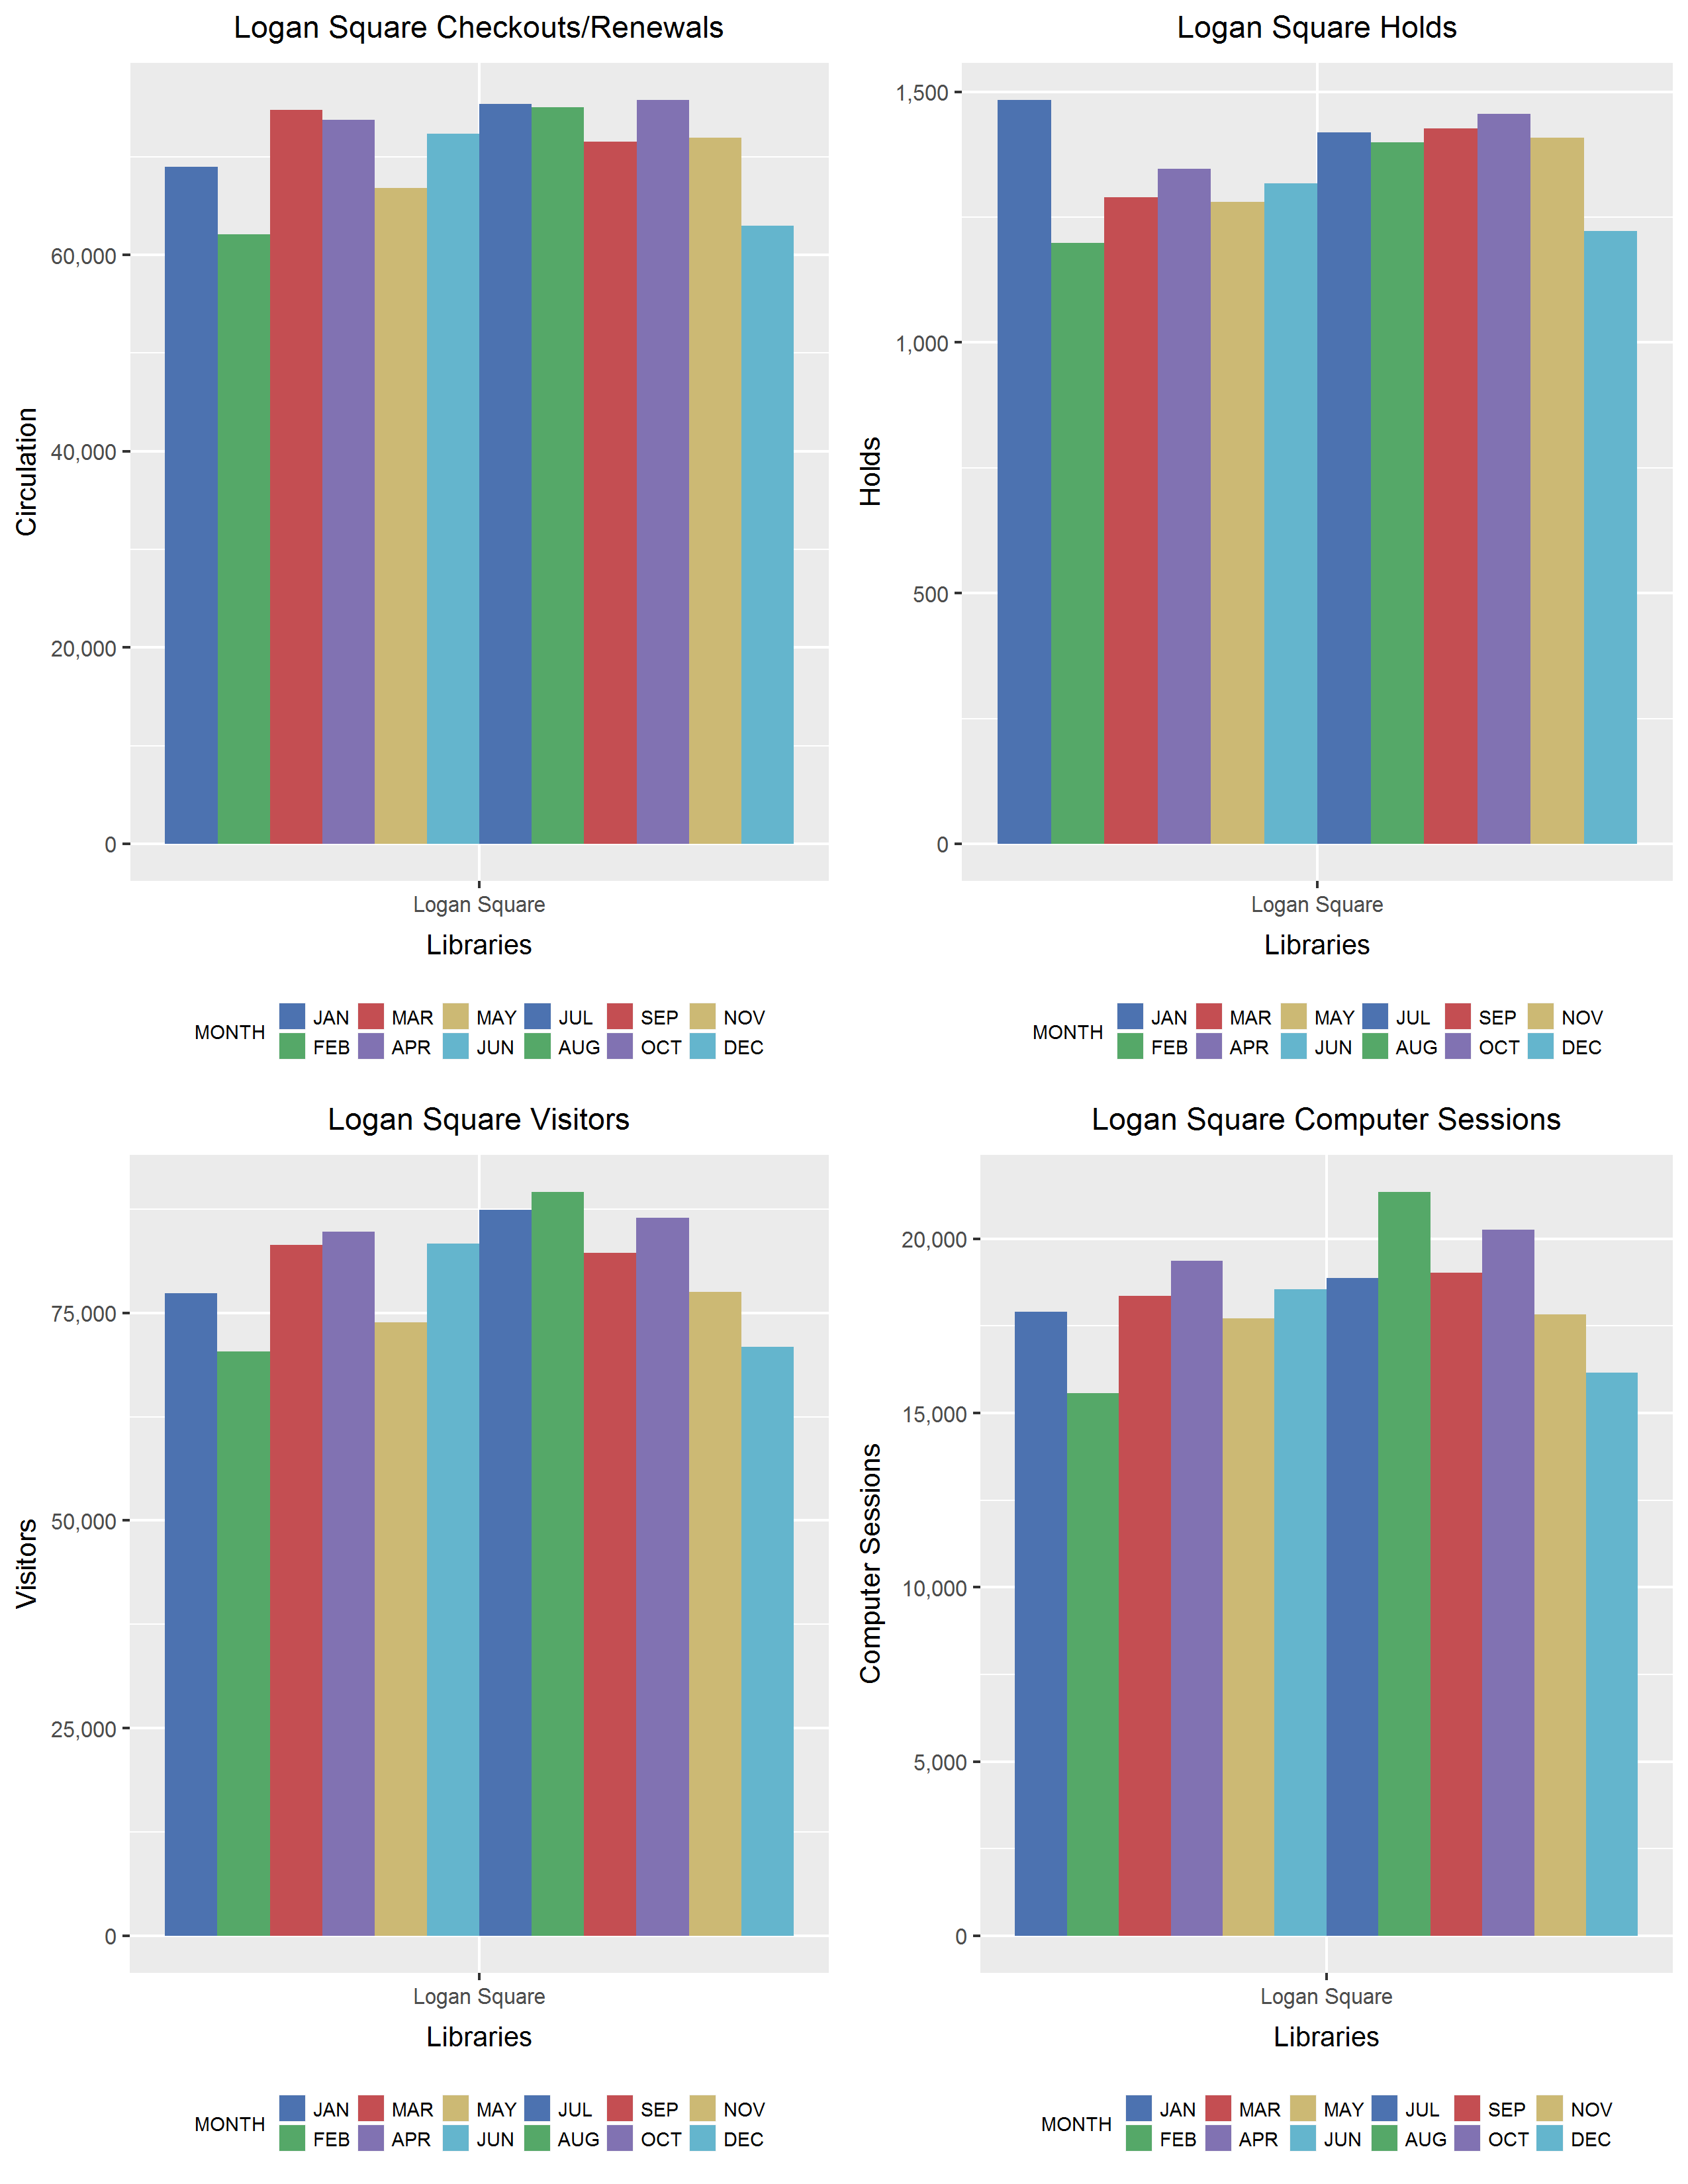 Logan Square Checkouts/Renewals
Circulation
60,000
40,000
20,000
0
Logan Square
Libraries
MONTH
JAN MAR MAY JUL SEP NOV
FEB APR JUN AUG OCT DEC
Logan Square Holds
Holds
1,500
1,000
500
0
Logan Square
Libraries
MONTH
JAN MAR MAY JUL SEP NOV
FEB APR JUN AUG OCT DEC
Logan Square Visitors
Visitors
75,000
50,000
25,000
0
Logan Square
Libraries
MONTH
JAN MAR MAY JUL SEP NOV
FEB APR JUN AUG OCT DEC
Logan Square Computer Sessions
Computer Sessions
20,000
15,000
10,000
5,000
0
Logan Square
Libraries
MONTH
JAN MAR MAY JUL SEP NOV
FEB APR JUN AUG OCT DEC